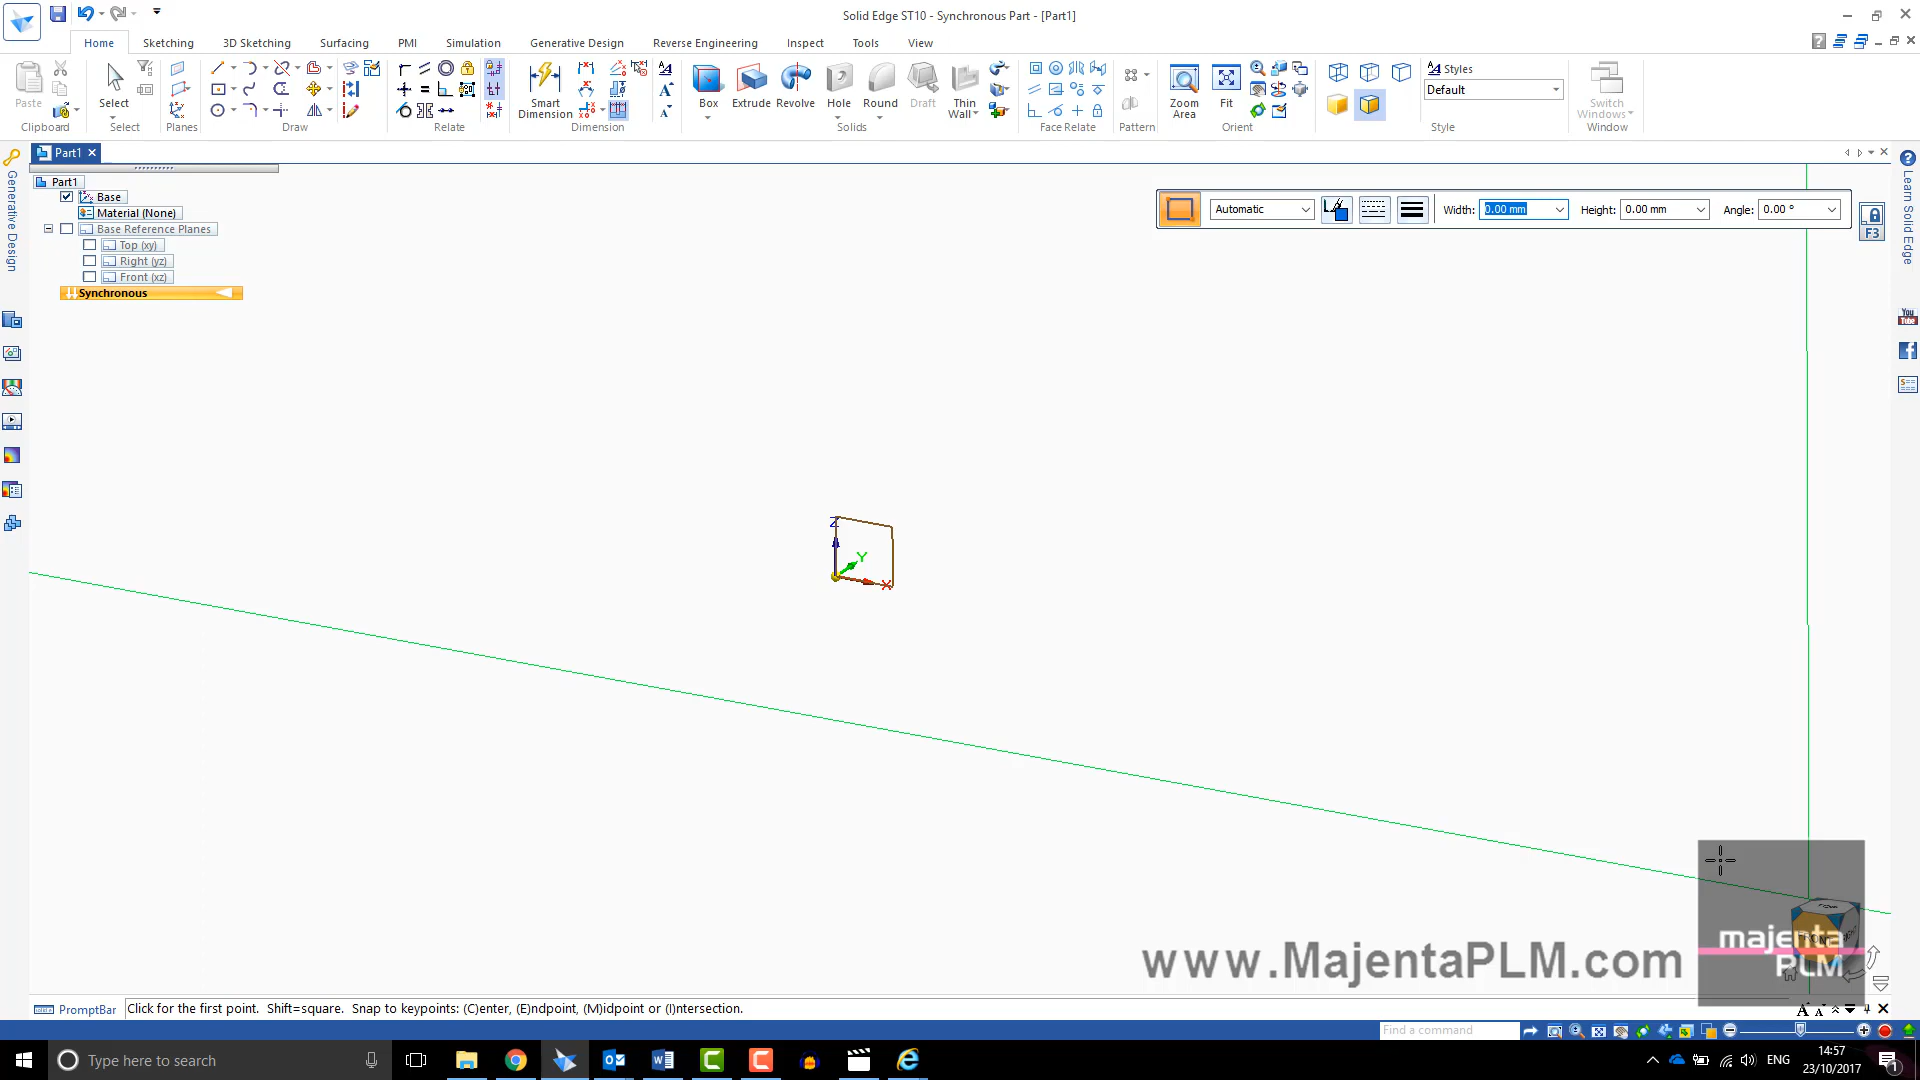 Solid Edge ST10 - Synchronous Part - [Part1]
Home
Sketching
3D Sketching
Surfacing
PMI
Simulation
Generative Design
Reverse Engineering
Inspect
Tools
View
Paste
Clipboard
Select
Select
Planes
Draw
Relate
Smart
Dimension
Dimension
Box
Extrude
Revolve
Hole
Round
Draft
Thin
Wall
Solids
Face Relate
Pattern
Zoom
Area
Fit
Orient
Styles
Default
Style
Switch
Windows
Window
Part1
Part1
Base
Material (None)
Base Reference Planes
Top (xy)
Right (yz)
Front (xz)
Synchronous
Generative Design
Automatic
Width: 0.00 mm
Height: 0.00 mm
Angle: 0.00 °
F3
Learn Solid Edge
You
Tube
Z
Y
X
TOP
FRONT
RIGHT
majenta
PLM
www.MajentaPLM.com
PromptBar
Click for the first point. Shift=square. Snap to keypoints: (C)enter, (E)ndpoint, (M)idpoint or (I)ntersection.
Find a command
Type here to search
ENG
14:57
23/10/2017
1